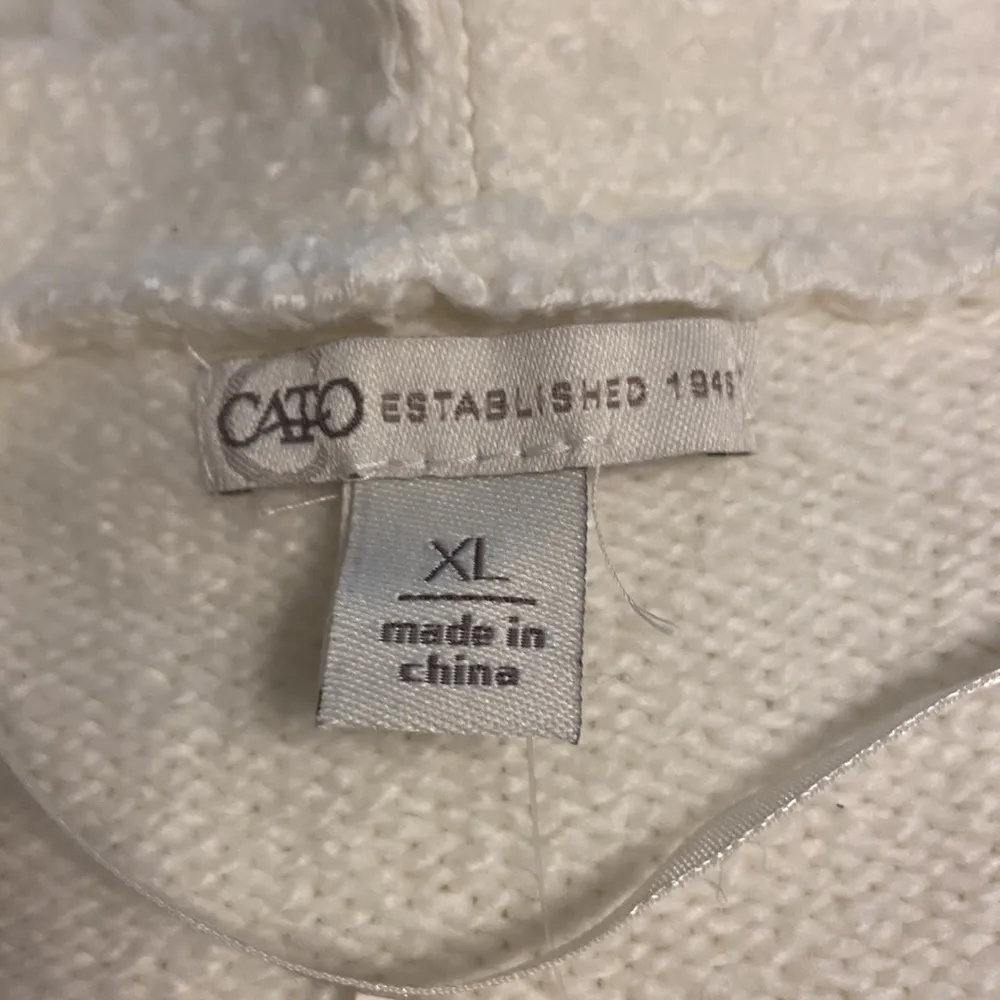 CATO ESTABLISHED 1946
XL
made in
china